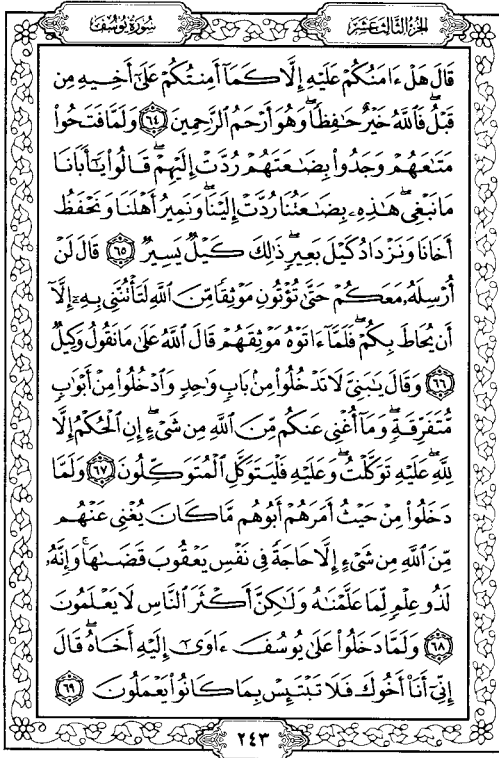 الجزء الثالث عشر
سورة يوسف
قَالَ هَلْ ءَامَنُكُمْ عَلَيْهِ إِلَّا كَمَآ أَمِنتُكُمْ عَلَىٰٓ أَخِيهِ مِن
قَبْلُ ۖ فَٱللَّهُ خَيْرٌ حَٰفِظًا ۖ وَهُوَ أَرْحَمُ ٱلرَّٰحِمِينَ ٦٤ وَلَمَّا فَتَحُوا۟
مَتَٰعَهُمْ وَجَدُوا۟ بِضَٰعَتَهُمْ رُدَّتْ إِلَيْهِمْ ۖ قَالُوا۟ يَٰٓأَبَانَا
مَا نَبْغِى ۖ هَٰذِهِۦ بِضَٰعَتُنَا رُدَّتْ إِلَيْنَا ۖ وَنَمِيرُ أَهْلَنَا وَنَحْفَظُ
أَخَانَا وَنَزْدَادُ كَيْلَ بَعِيرٍ ۖ ذَٰلِكَ كَيْلٌ يَسِيرٌ ٦٥ قَالَ لَنْ
أُرْسِلَهُۥ مَعَكُمْ حَتَّىٰ تُؤْتُونِ مَوْثِقًا مِّنَ ٱللَّهِ لَتَأْتُنَّنِى بِهِۦٓ إِلَّآ
أَن يُحَاطَ بِكُمْ ۖ فَلَمَّآ ءَاتَوْهُ مَوْثِقَهُمْ قَالَ ٱللَّهُ عَلَىٰ مَا نَقُولُ وَكِيلٌ
٦٦ وَقَالَ يَٰبَنِىَّ لَا تَدْخُلُوا۟ مِنۢ بَابٍ وَٰحِدٍ وَٱدْخُلُوا۟ مِنْ أَبْوَٰبٍ
مُّتَفَرِّقَةٍ ۖ وَمَآ أُغْنِى عَنكُم مِّنَ ٱللَّهِ مِن شَىْءٍ ۖ إِنِ ٱلْحُكْمُ إِلَّا
لِلَّهِ ۖ عَلَيْهِ تَوَكَّلْتُ ۖ وَعَلَيْهِ فَلْيَتَوَكَّلِ ٱلْمُتَوَكِّلُونَ ٦٧ وَلَمَّا
دَخَلُوا۟ مِنْ حَيْثُ أَمَرَهُمْ أَبُوهُم مَّا كَانَ يُغْنِى عَنْهُم
مِّنَ ٱللَّهِ مِن شَىْءٍ إِلَّا حَاجَةً فِى نَفْسِ يَعْقُوبَ قَضَىٰهَا ۚ وَإِنَّهُۥ
لَذُو عِلْمٍ لِّمَا عَلَّمْنَٰهُ وَلَٰكِنَّ أَكْثَرَ ٱلنَّاسِ لَا يَعْلَمُونَ
٦٨ وَلَمَّا دَخَلُوا۟ عَلَىٰ يُوسُفَ ءَاوَىٰٓ إِلَيْهِ أَخَاهُ ۖ قَالَ
إِنِّىٓ أَنَا۠ أَخُوكَ فَلَا تَبْتَئِسْ بِمَا كَانُوا۟ يَعْمَلُونَ ٦٩
٢٤٣